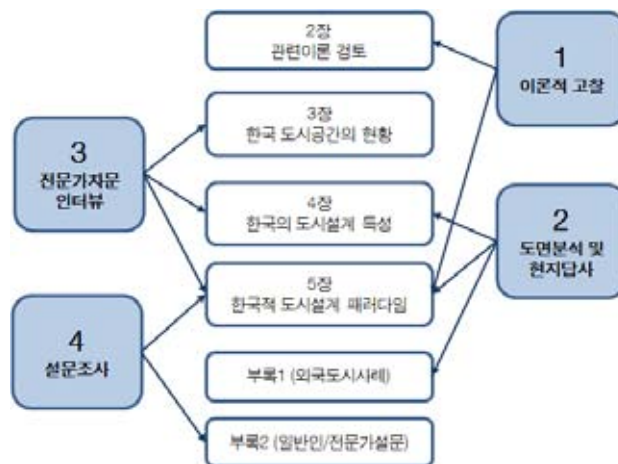 2장
관련이론 검토
1
이론적 고찰
3장
한국 도시공간의 현황
3
전문가자문
인터뷰
4장
한국의 도시설계 특성
2
도면분석 및
현지답사
5장
한국적 도시설계 패러다임
4
설문조사
부록1 (외국도시사례)
부록2 (일반인/전문가설문)